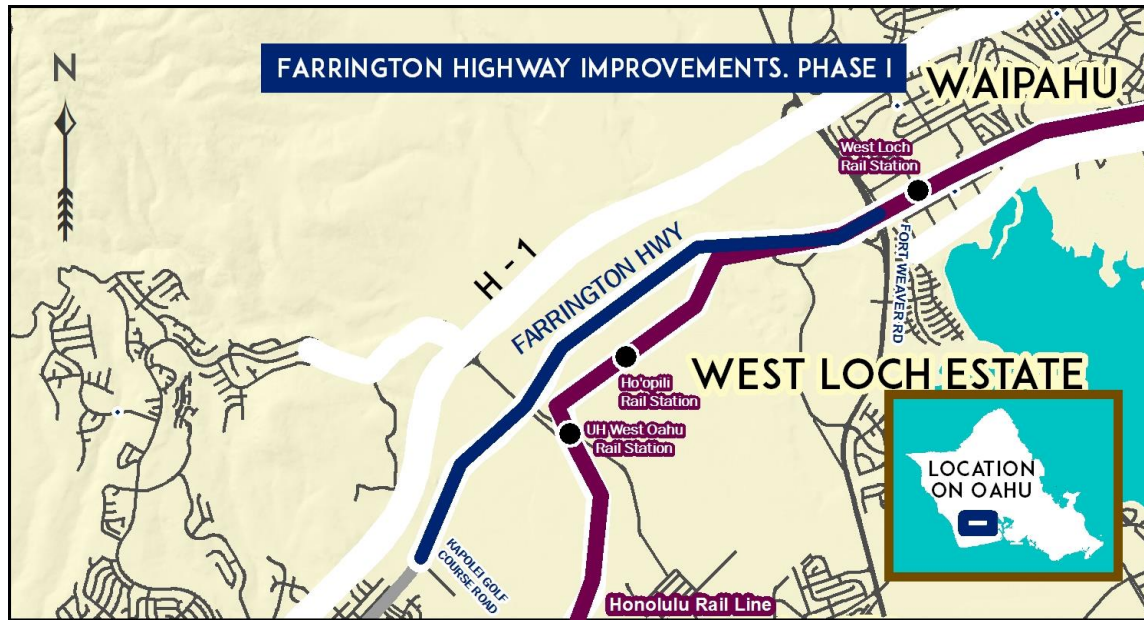 FARRINGTON HIGHWAY IMPROVEMENTS. PHASE I
N
WAIPAHU
West Loch
Rail Station
H - 1
FARRINGTON HWY
FORT WEAVER RD
WEST LOCH ESTATE
Ho'opili
Rail Station
UH West Oahu
Rail Station
LOCATION
ON OAHU
KAPOLEI GOLF
COURSE ROAD
Honolulu Rail Line